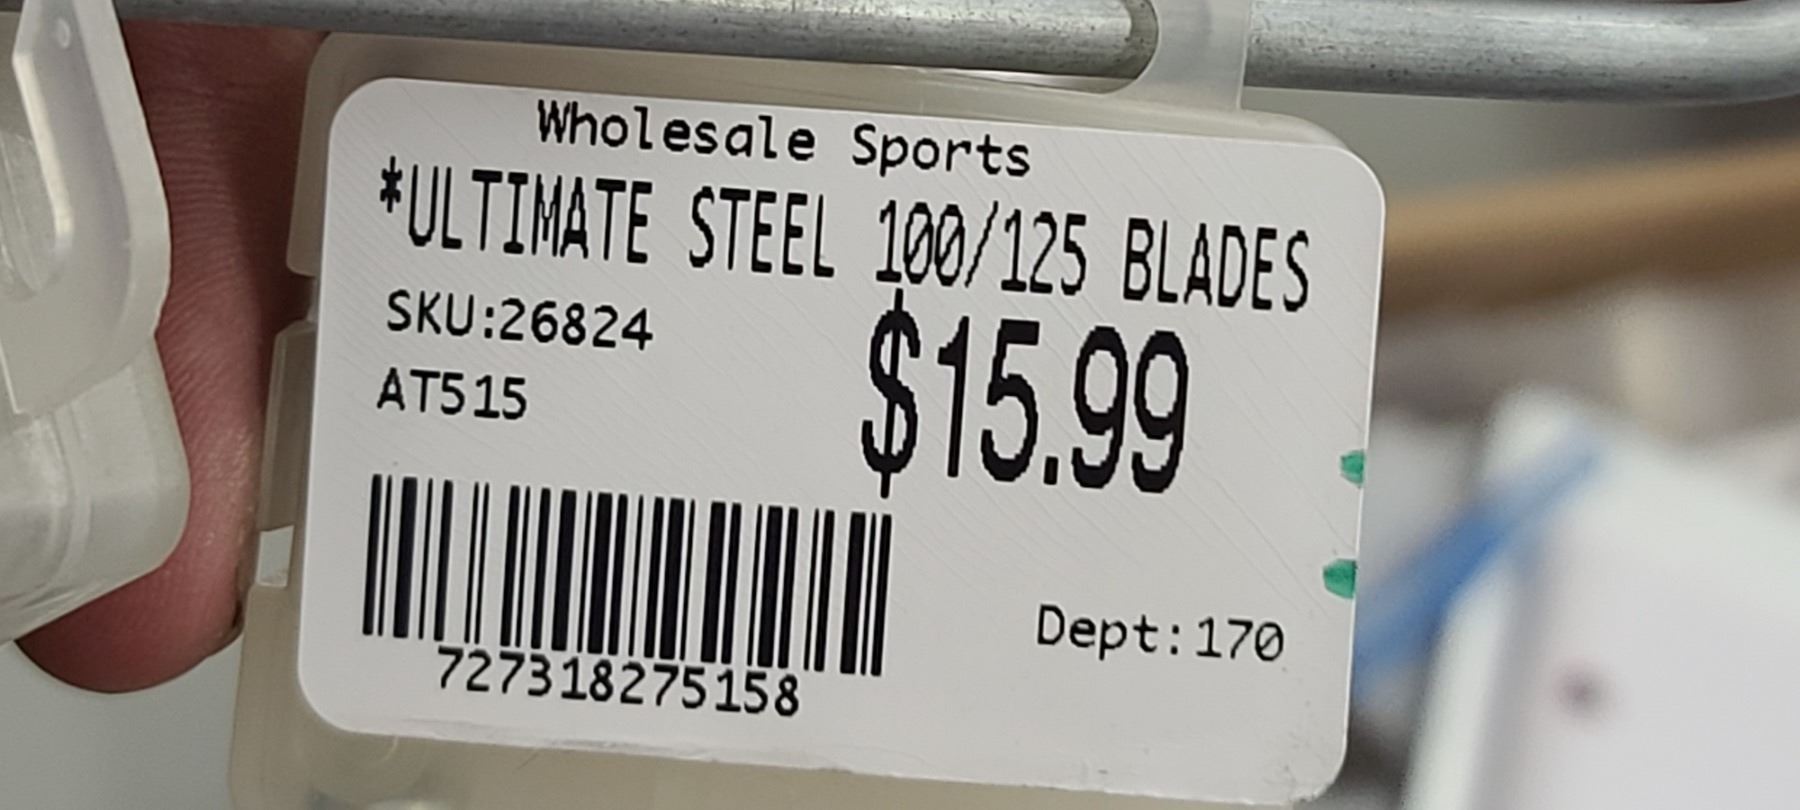 Wholesale Sports
*ULTIMATE STEEL 100/125 BLADES
SKU:26824
$15.99
AT515
727318275158
Dept:170